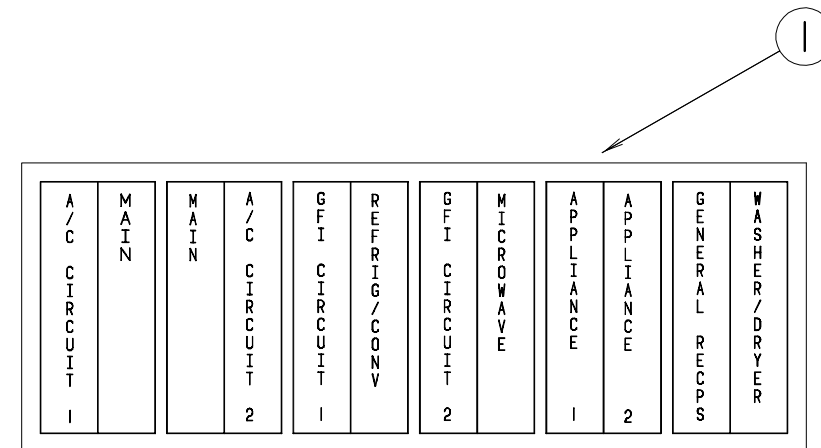 1
A/C CIRCUIT 1
MAIN
MAIN
A/C CIRCUIT 2
GFI CIRCUIT 1
REFRIG/CONV
GFI CIRCUIT 2
MICROWAVE
APPLIANCE 1
APPLIANCE 2
GENERAL RECPS
WASHER/DRYER